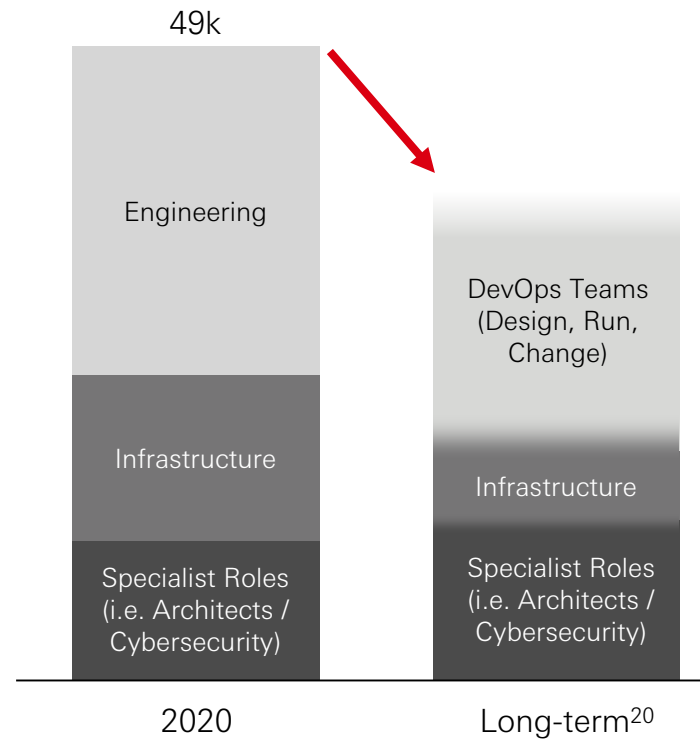 49k
Engineering
Infrastructure
Specialist Roles
(i.e. Architects /
Cybersecurity)
2020
DevOps Teams
(Design, Run,
Change)
Infrastructure
Specialist Roles
(i.e. Architects /
Cybersecurity)
Long-term20